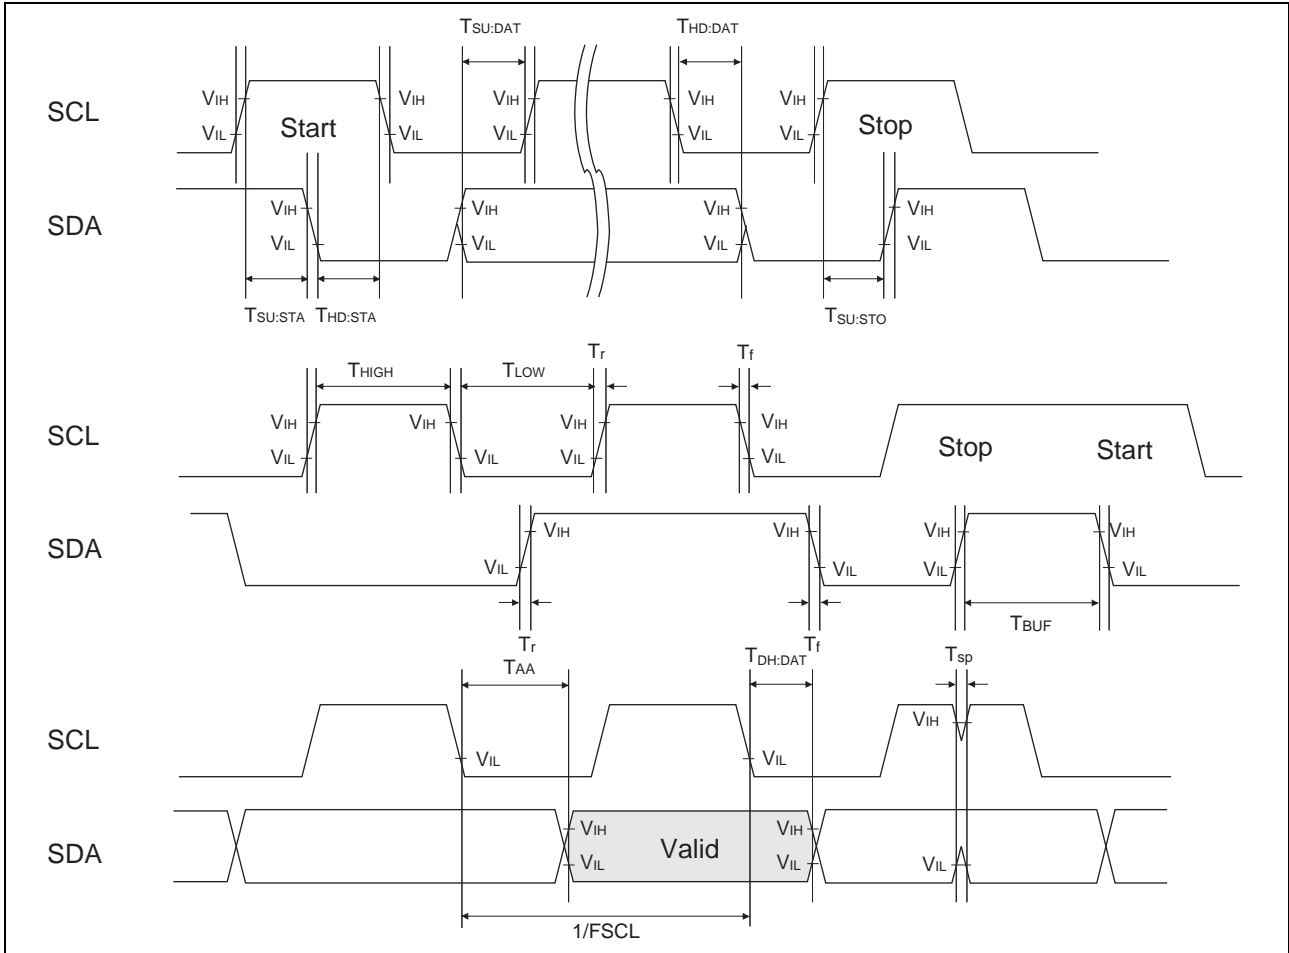 TSU:DAT THD:DAT
SCL VIH VIH VIH VIH VIH
VIL Start VIL VIL VIL VIL Stop
SDA VIH VIH VIH VIH
VIL VIL VIL VIL
TSU:STA THD:STA TSU:STO
Tr Tf
THIGH TLOW
SCL VIH VIH VIH VIH
VIL VIL VIL VIL Stop Start
SDA VIH VIH VIH VIH
VIL VIL VIL VIL
TBUF
Tr Tf
TAA TDH:DAT Tsp
SCL VIH
VIL VIL
SDA VIH Valid VIH
VIL VIL VIL
1/FSCL